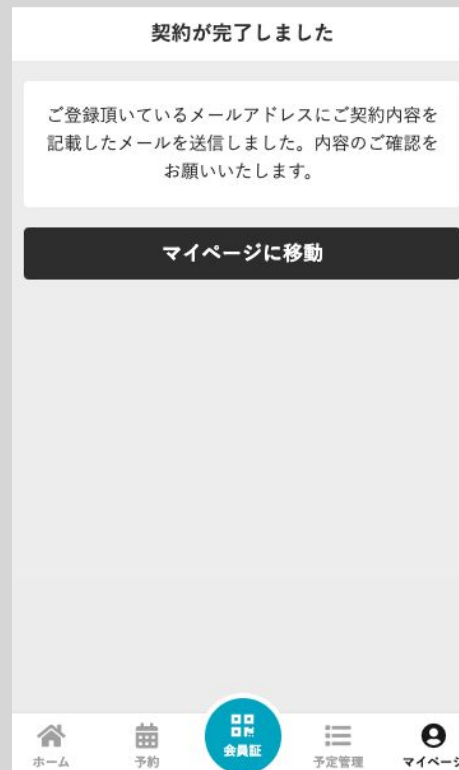 契約が完了しました
ご登録頂いているメールアドレスにご契約内容を
記載したメールを送信しました。内容のご確認を
お願いいたします。
マイページに移動
ホーム
予約
会員証
予定管理
マイページ